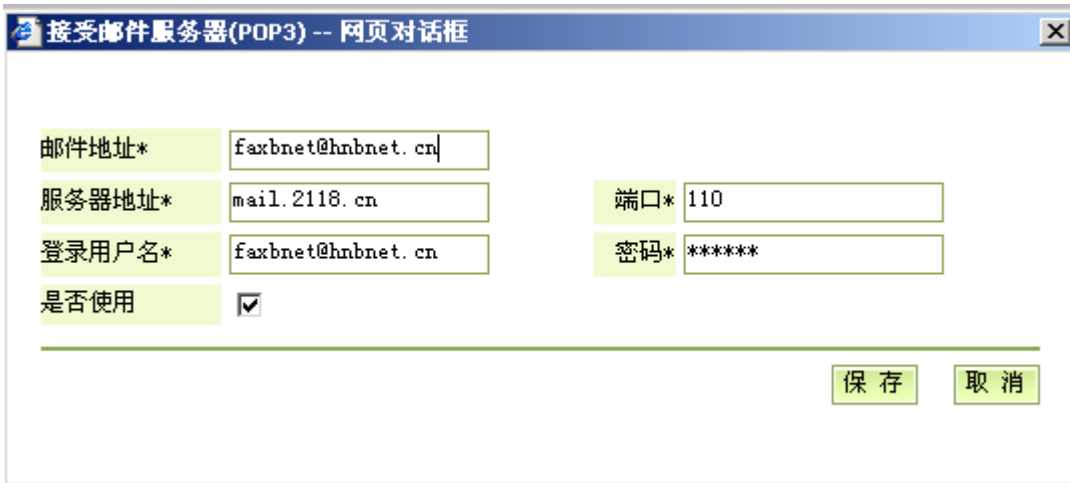 接受邮件服务器(POP3) -- 网页对话框
邮件地址* faxbnet@hnbnet.cn
服务器地址* mail.2118.cn 端口* 110
登录用户名* faxbnet@hnbnet.cn 密码* ******
是否使用
保 存 取 消